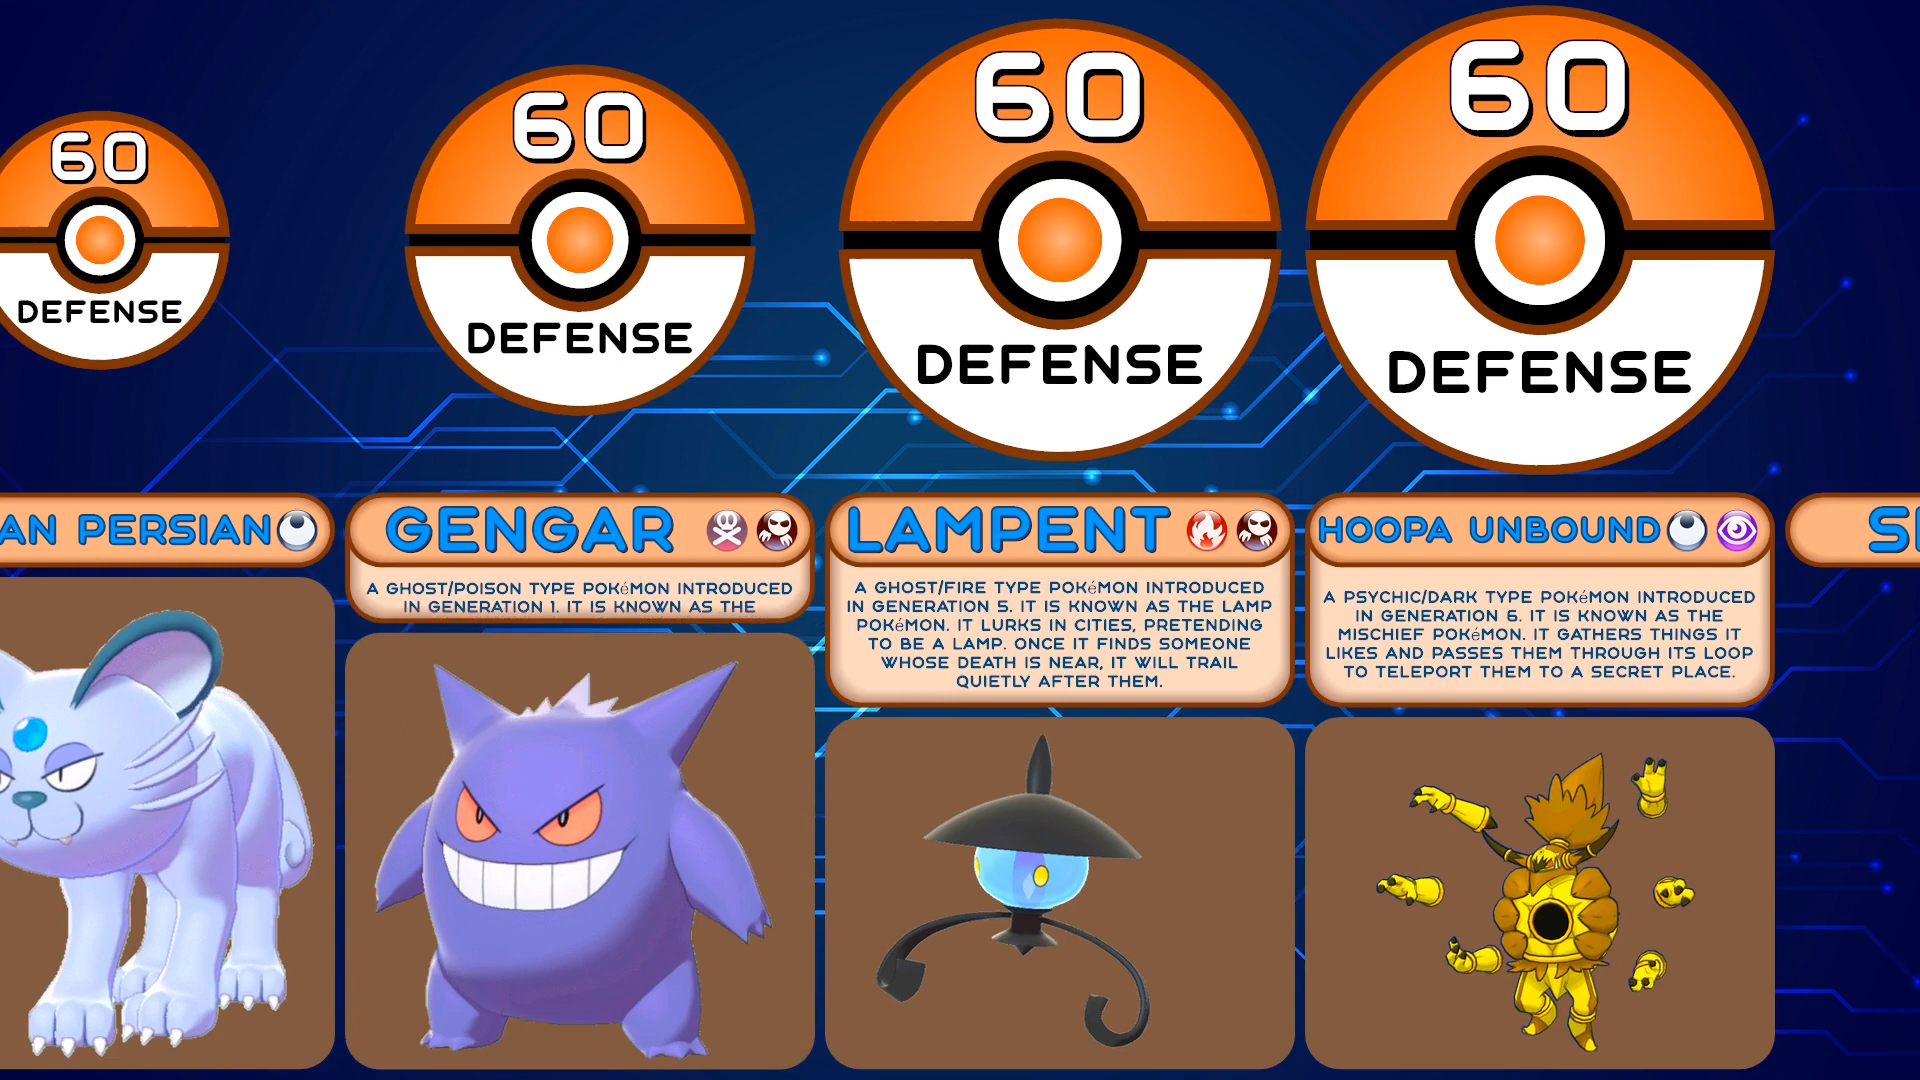 60
DEFENSE
60
DEFENSE
60
DEFENSE
60
DEFENSE
AN PERSIAN
GENGAR
A GHOST/POISON TYPE POKéMON INTRODUCED
IN GENERATION 1. IT IS KNOWN AS THE
LAMPENT
A GHOST/FIRE TYPE POKéMON INTRODUCED
IN GENERATION 5. IT IS KNOWN AS THE LAMP
POKéMON. IT LURKS IN CITIES, PRETENDING
TO BE A LAMP. ONCE IT FINDS SOMEONE
WHOSE DEATH IS NEAR, IT WILL TRAIL
QUIETLY AFTER THEM.
HOOPA UNBOUND
A PSYCHIC/DARK TYPE POKéMON INTRODUCED
IN GENERATION 6. IT IS KNOWN AS THE
MISCHIEF POKéMON. IT GATHERS THINGS IT
LIKES AND PASSES THEM THROUGH ITS LOOP
TO TELEPORT THEM TO A SECRET PLACE.